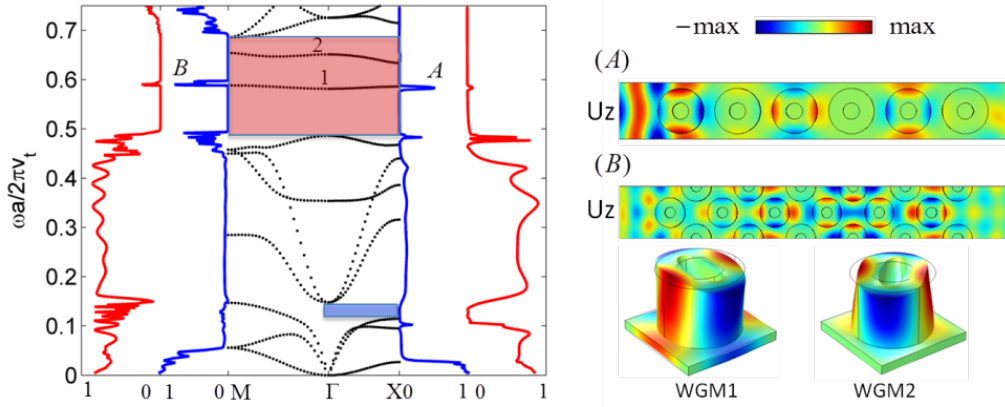 0.7
0.6
0.5
0.4
0.3
0.2
0.1
0
ωa/2πv_t
B
2
1
A
1 0 1 0 M Γ X 0 1 0 1
−max max
(A)
Uz
(B)
Uz
WGM1 WGM2